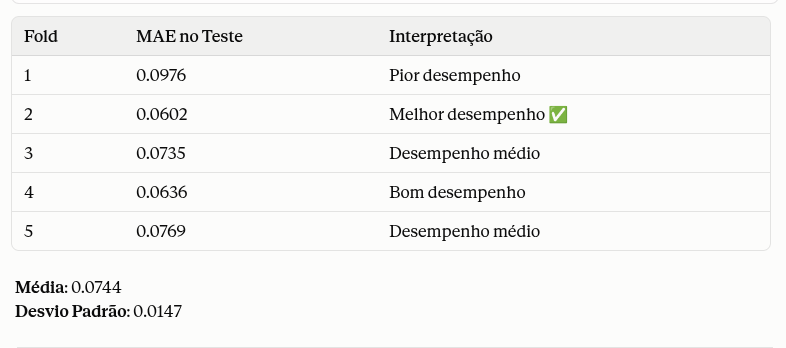 Fold MAE no Teste Interpretação
1 0.0976 Pior desempenho
2 0.0602 Melhor desempenho ✅
3 0.0735 Desempenho médio
4 0.0636 Bom desempenho
5 0.0769 Desempenho médio
Média: 0.0744
Desvio Padrão: 0.0147